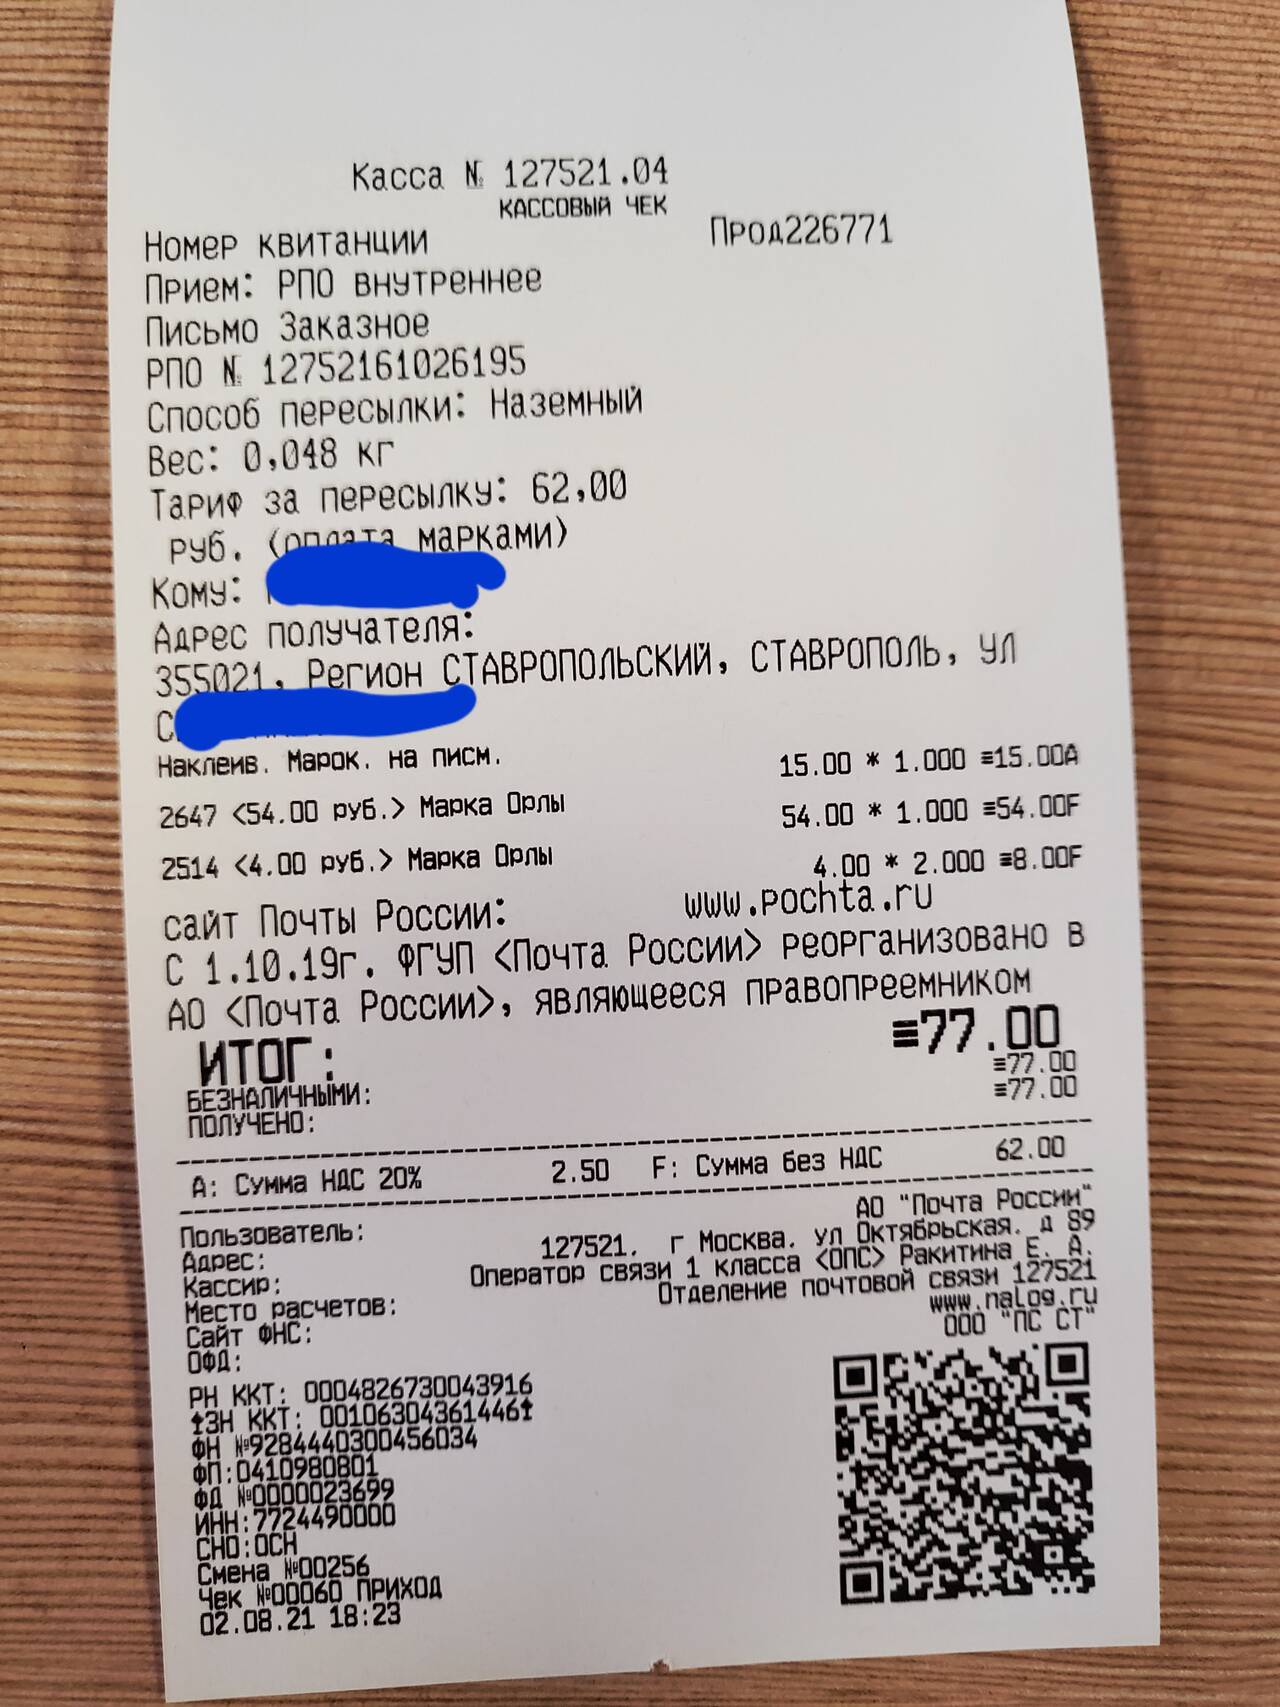 Касса № 127521.04
КАССОВЫЙ ЧЕК
Номер квитанции Прод226771
Прием: РПО внутреннее
Письмо Заказное
РПО № 12752161026195
Способ пересылки: Наземный
Вес: 0,048 кг
Тариф за пересылку: 62,00
руб. (оплата марками)
Кому:
Адрес получателя:
355021, Регион СТАВРОПОЛЬСКИЙ, СТАВРОПОЛЬ, УЛ
Наклеив. Марок. на писм. 15.00 * 1.000 ≡15.00А
2647 <54.00 руб.> Марка Орлы 54.00 * 1.000 ≡54.00F
2514 <4.00 руб.> Марка Орлы 4.00 * 2.000 ≡8.00F
сайт Почты России: www.pochta.ru
С 1.10.19г. ФГУП <Почта России> реорганизовано в
АО <Почта России>, являющееся правопреемником
ИТОГ: ≡77.00
БЕЗНАЛИЧНЫМИ: ≡77.00
ПОЛУЧЕНО: ≡77.00
А: Сумма НДС 20% 2.50 F: Сумма без НДС 62.00
Пользователь: АО "Почта России"
Адрес: 127521, г Москва, ул Октябрьская, д 89
Кассир: Оператор связи 1 класса <ОПС> Ракитина Е. А.
Место расчетов: Отделение почтовой связи 127521
Сайт ФНС: www.nalog.ru
ОФД: ООО "ПС СТ"
РН ККТ: 0004826730043916
ЗН ККТ: 00106304361446
ФН №9284440300456034
ФП:0410980801
ФД №0000023699
ИНН:7724490000
СНО:ОСН
Смена №00256
Чек №00060 ПРИХОД
02.08.21 18:23